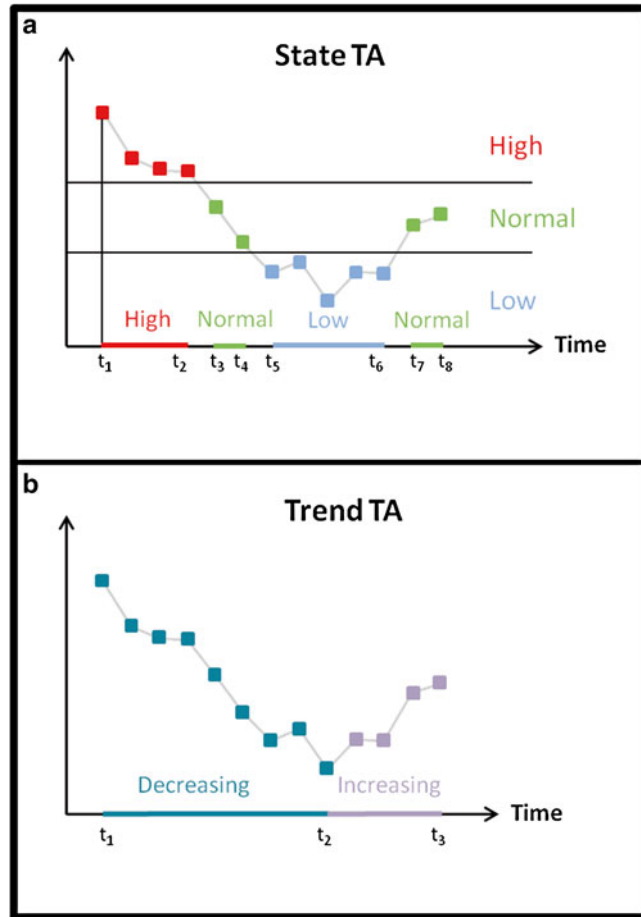 a
State TA
High
Normal
Low
High Normal Low Normal
Time
t1 t2 t3 t4 t5 t6 t7 t8
b
Trend TA
Decreasing Increasing
Time
t1 t2 t3